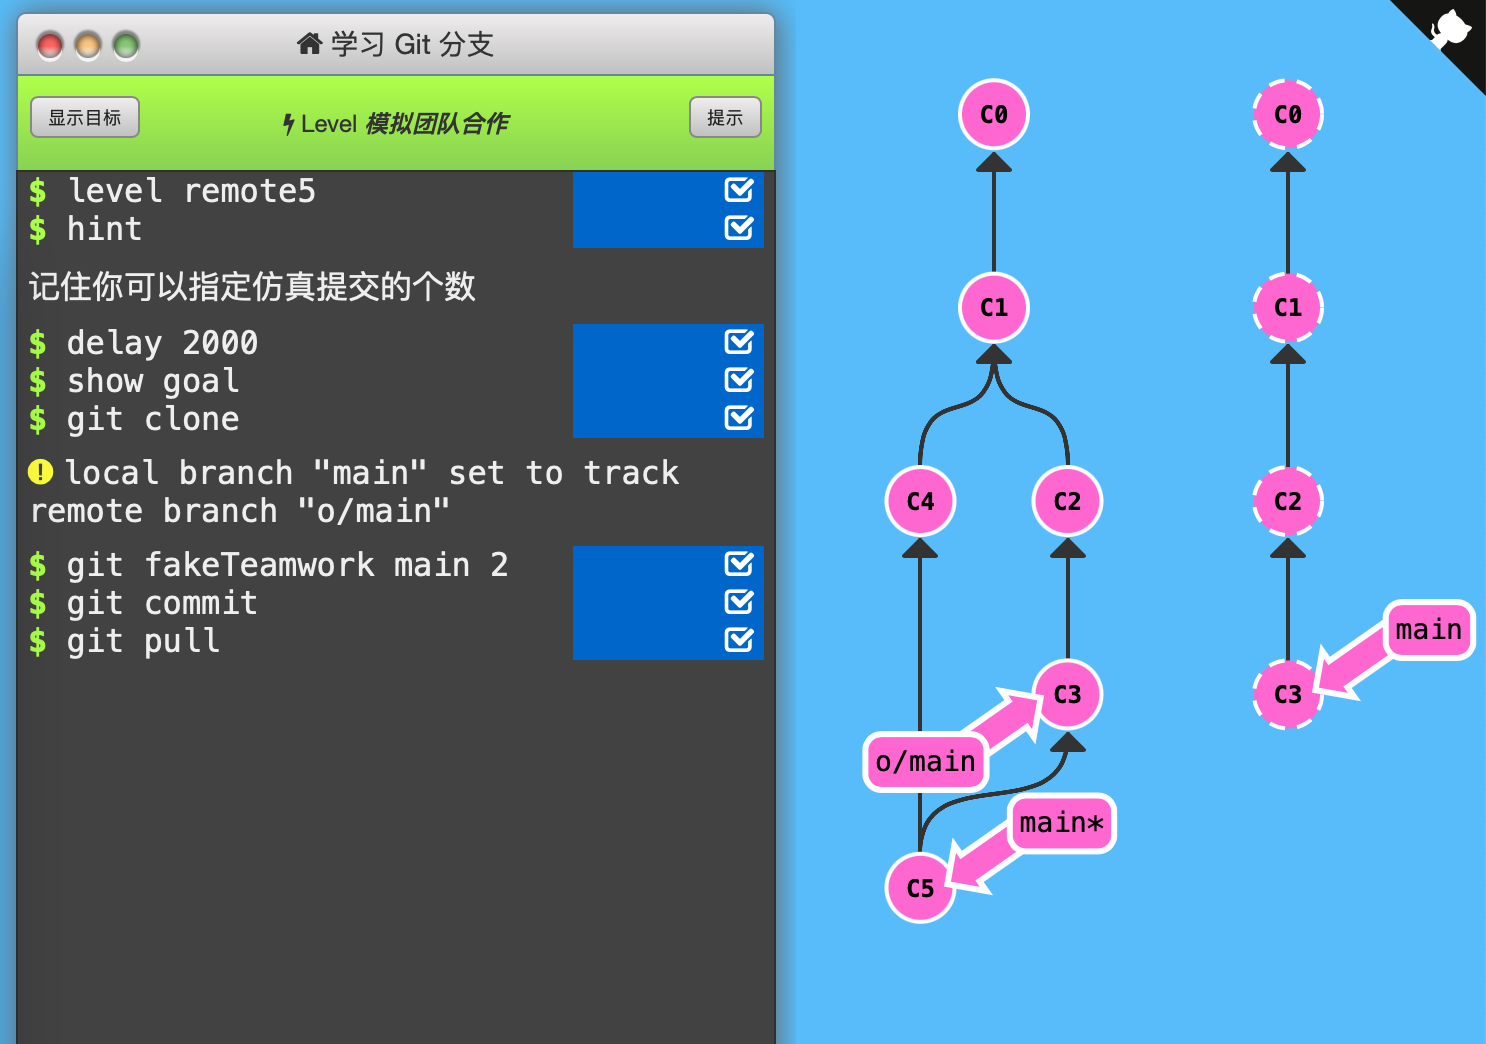 学习 Git 分支
显示目标
Level 模拟团队合作
提示
$ level remote5
$ hint
记住你可以指定仿真提交的个数
$ delay 2000
$ show goal
$ git clone
local branch "main" set to track
remote branch "o/main"
$ git fakeTeamwork main 2
$ git commit
$ git pull
C0
C1
C4
C2
C3
o/main
main*
C5
C0
C1
C2
main
C3